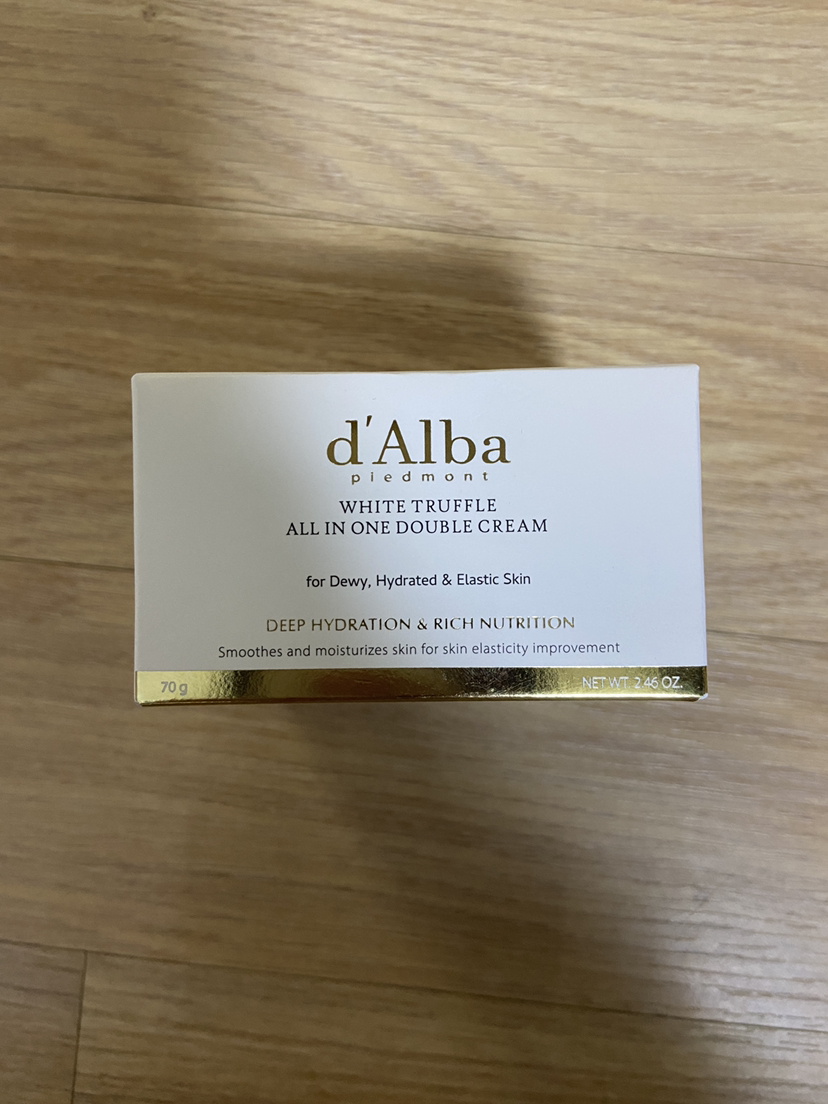 d'Alba
piedmont
WHITE TRUFFLE
ALL IN ONE DOUBLE CREAM
for Dewy, Hydrated & Elastic Skin
DEEP HYDRATION & RICH NUTRITION
Smoothes and moisturizes skin for skin elasticity improvement
70 g NET WT. 2.46 OZ.